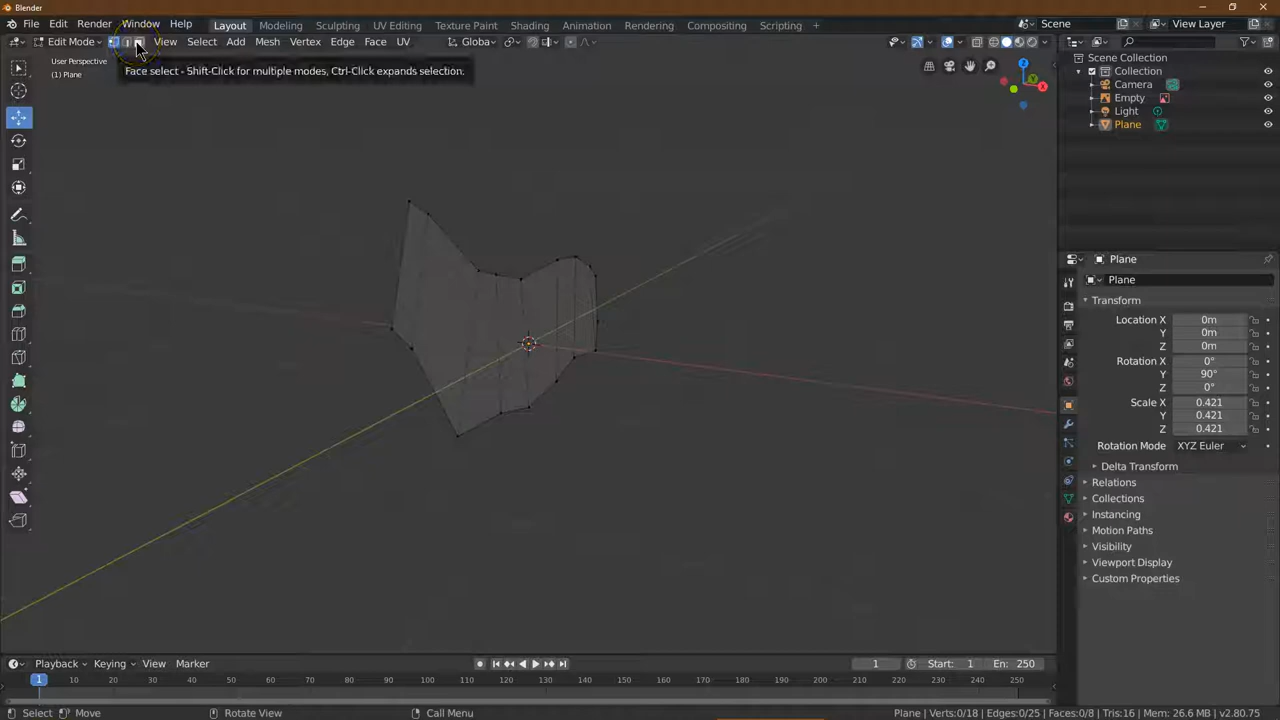 Blender
File Edit Render Window Help
Layout Modeling Sculpting UV Editing Texture Paint Shading Animation Rendering Compositing Scripting +
Scene
View Layer
Edit Mode View Select Add Mesh Vertex Edge Face UV
Global
Face select - Shift-Click for multiple modes, Ctrl-Click expands selection.
User Perspective
(1) Plane
X
Y
Z
Scene Collection
Collection
Camera
Empty
Light
Plane
Plane
Plane
Transform
Location X 0m
Y 0m
Z 0m
Rotation X 0°
Y 90°
Z 0°
Scale X 0.421
Y 0.421
Z 0.421
Rotation Mode XYZ Euler
Delta Transform
Relations
Collections
Instancing
Motion Paths
Visibility
Viewport Display
Custom Properties
Playback Keying View Marker
1 Start: 1 En: 250
1 10 20 30 40 50 60 70 80 90 100 110 120 130 140 150 160 170 180 190 200 210 220 230 240 250
Select Move Rotate View Call Menu
Plane | Verts:0/18 | Edges:0/25 | Faces:0/8 | Tris:16 | Mem: 26.6 MB | v2.80.75